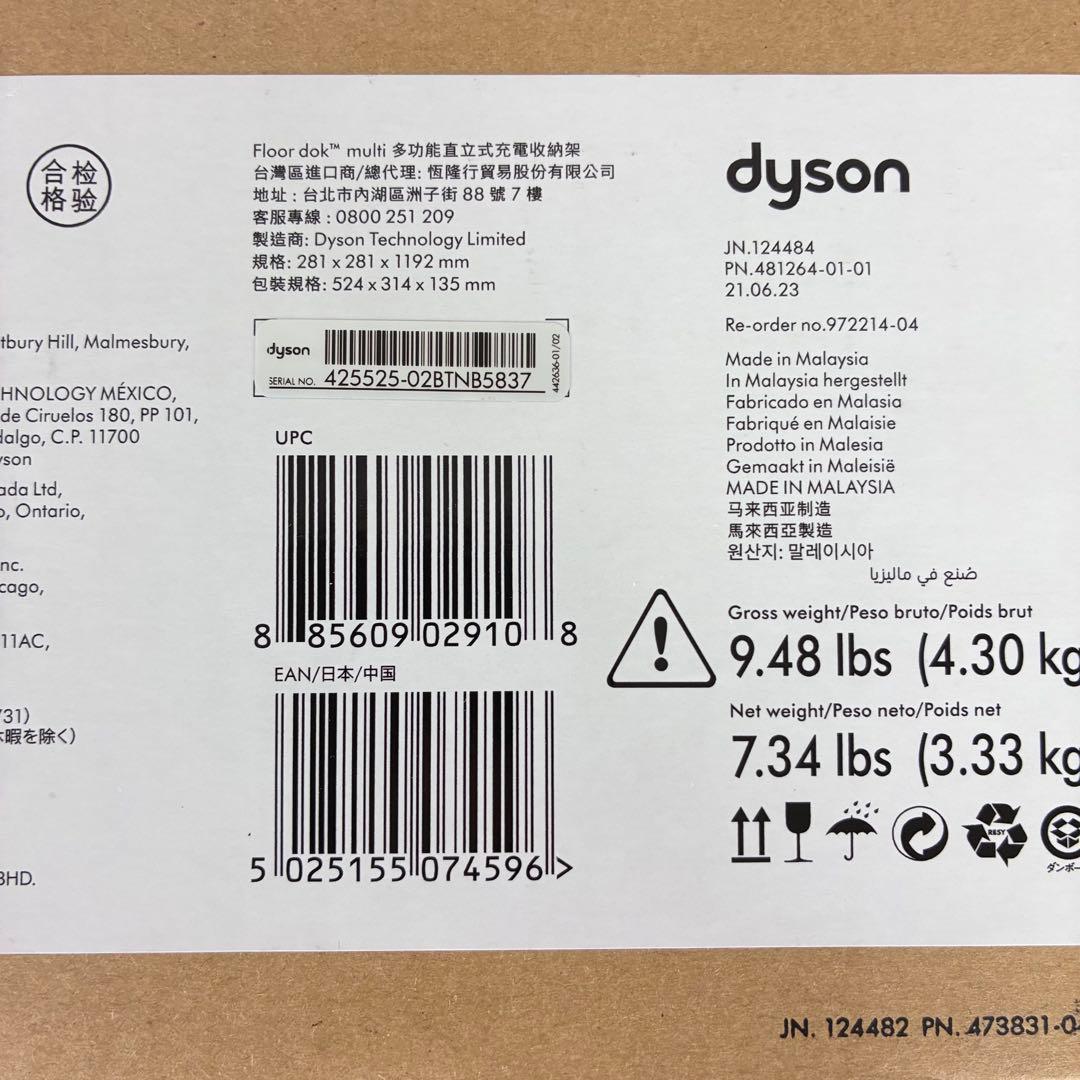 合检
格验
tbury Hill, Malmesbury,
HNOLOGY MÉXICO,
de Ciruelos 180, PP 101,
dalgo, C.P. 11700
yson
ada Ltd,
o, Ontario,
nc.
cago,
11AC,
731)
休暇を除く)
BHD.
Floor dok™ multi 多功能直立式充電收納架
台灣區進口商/總代理: 恆隆行貿易股份有限公司
地址 : 台北市內湖區洲子街 88 號 7 樓
客服專線 : 0800 251 209
製造商: Dyson Technology Limited
規格: 281 x 281 x 1192 mm
包裝規格: 524 x 314 x 135 mm
dyson
SERIAL NO. 425525-02BTNB5837
442636-01/02
UPC
8 85609 02910 8
EAN/日本/中国
5 025155 074596 >
dyson
JN.124484
PN.481264-01-01
21.06.23
Re-order no.972214-04
Made in Malaysia
In Malaysia hergestellt
Fabricado en Malasia
Fabriqué en Malaisie
Prodotto in Malesia
Gemaakt in Maleisië
MADE IN MALAYSIA
马来西亚制造
馬來西亞製造
원산지: 말레이시아
صُنع في ماليزيا
Gross weight/Peso bruto/Poids brut
9.48 lbs (4.30 kg
Net weight/Peso neto/Poids net
7.34 lbs (3.33 kg
RESY
ダンボー
JN. 124482 PN. 473831-0